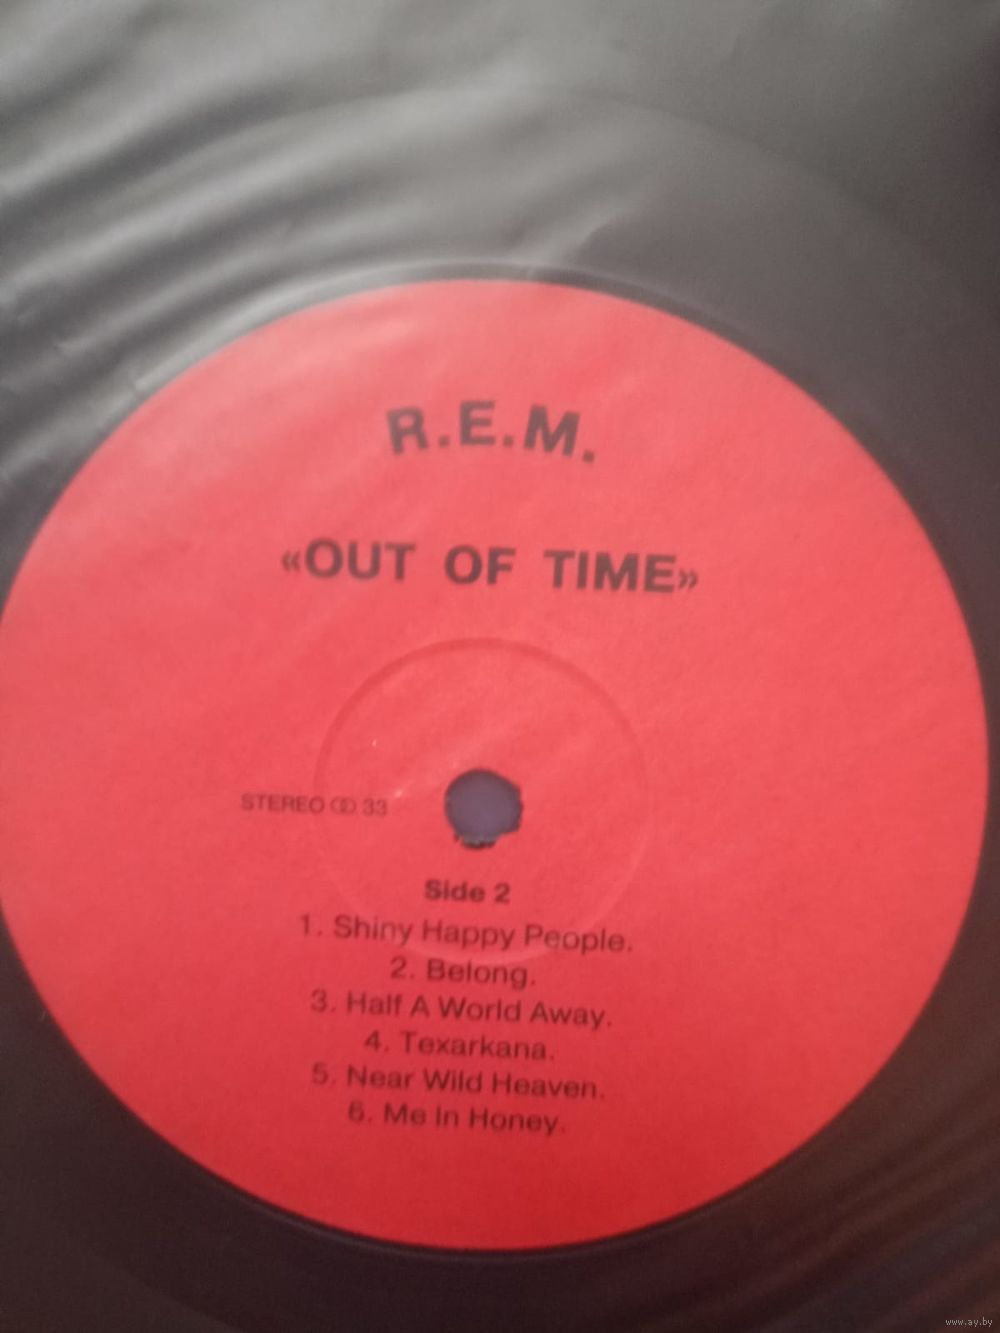 R.E.M.
«OUT OF TIME»
STEREO ↀ 33
Side 2
1. Shiny Happy People.
2. Belong.
3. Half A World Away.
4. Texarkana.
5. Near Wild Heaven.
6. Me In Honey.
www.ay.by